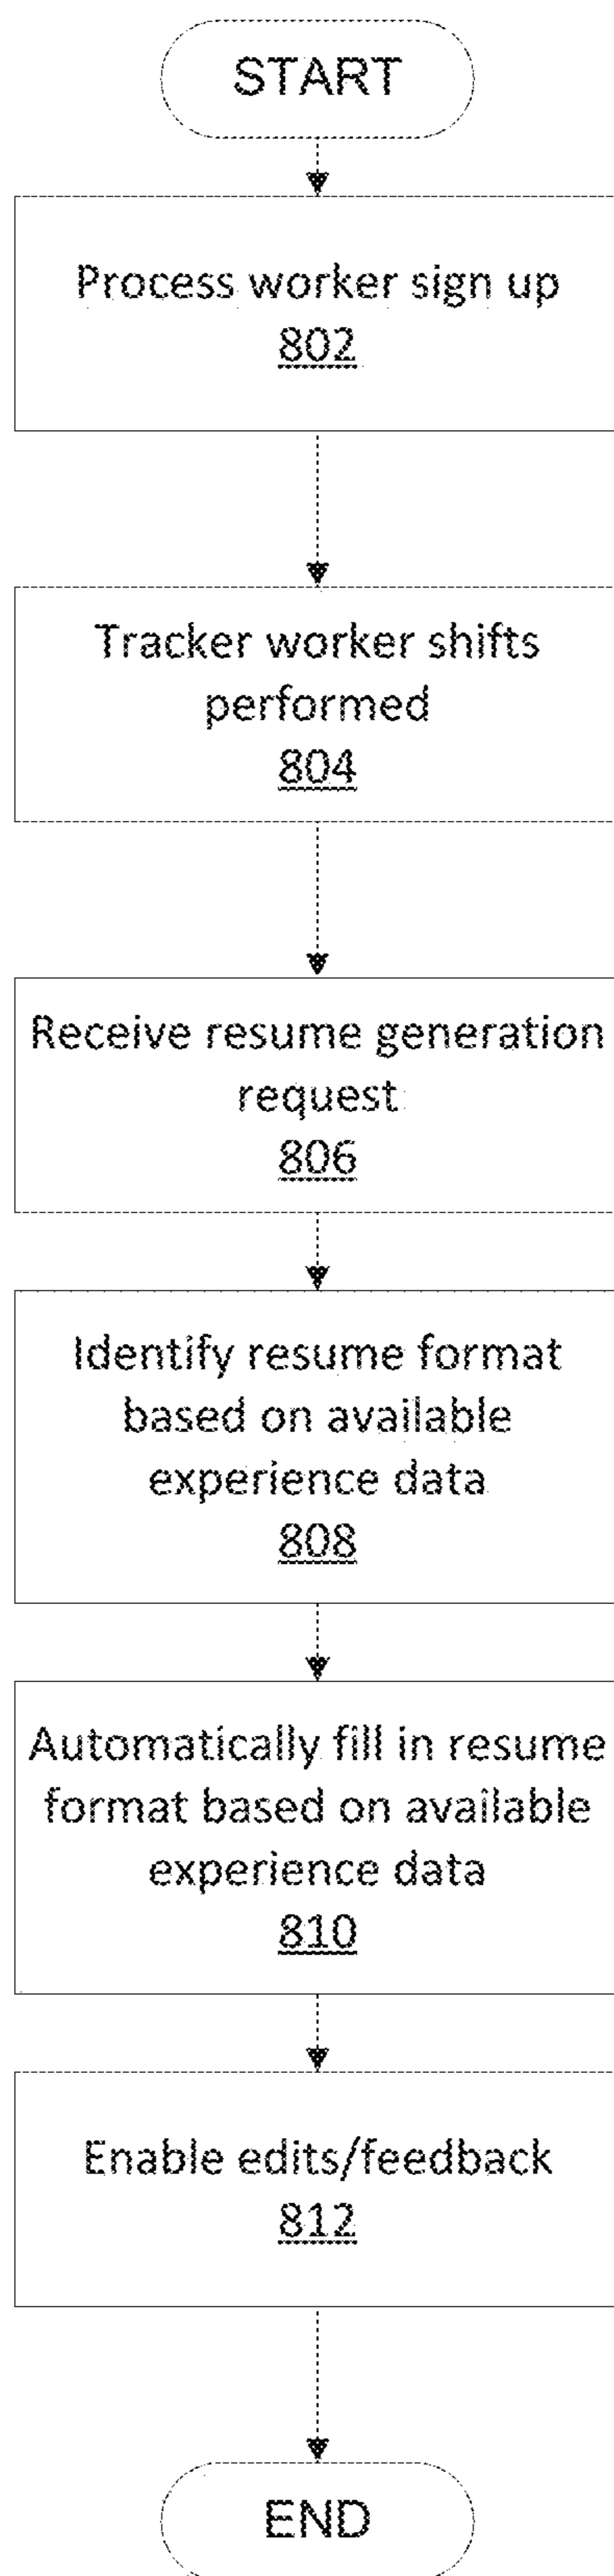 START
Process worker sign up
802
Tracker worker shifts
performed
804
Receive resume generation
request
806
Identify resume format
based on available
experience data
808
Automatically fill in resume
format based on available
experience data
810
Enable edits/feedback
812
END